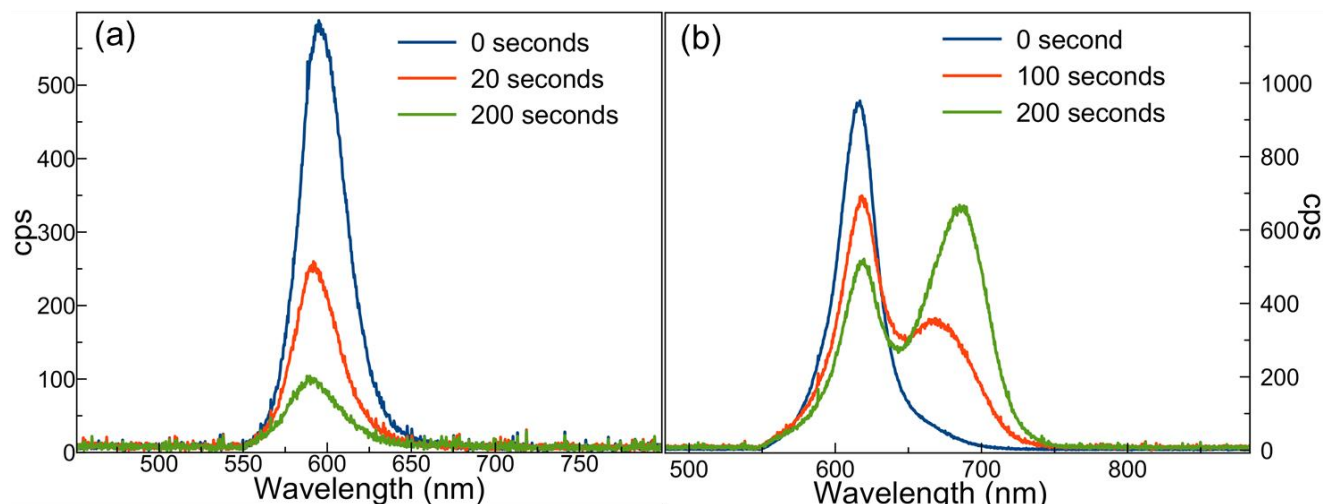 (a)
0 seconds
20 seconds
200 seconds
500
400
300
200
100
0
cps
500
550
600
650
700
750
Wavelength (nm)
(b)
0 second
100 seconds
200 seconds
1000
800
600
400
200
0
cps
500
600
700
800
Wavelength (nm)